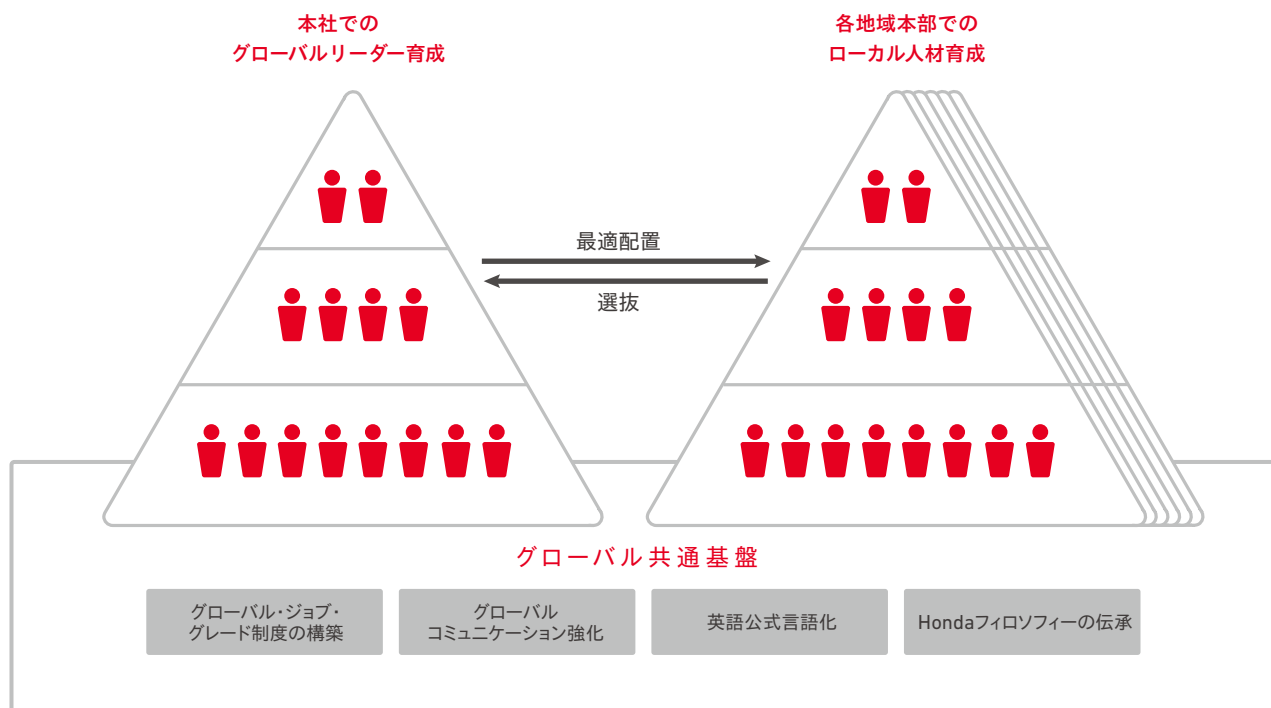 本社での
グローバルリーダー育成
各地域本部での
ローカル人材育成
最適配置
選抜
グローバル共通基盤
グローバル・ジョブ・
グレード制度の構築
グローバル
コミュニケーション強化
英語公式言語化
Hondaフィロソフィーの伝承